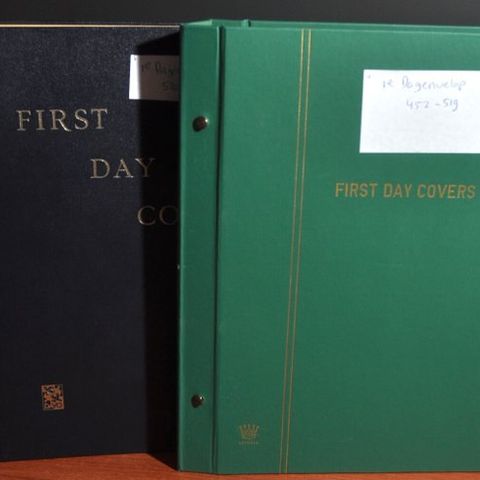 FIRST
DAY
CO
1e Dagenvelop
452 - 519
FIRST DAY COVERS